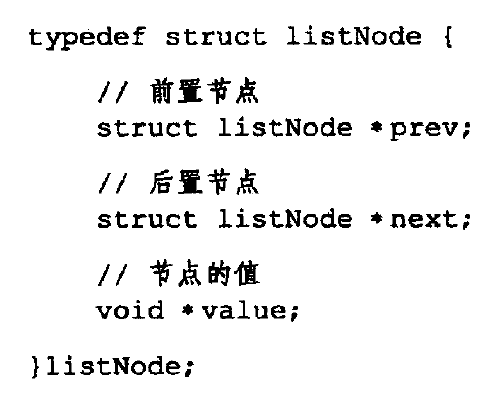 typedef struct listNode {
// 前置节点
struct listNode *prev;
// 后置节点
struct listNode *next;
// 节点的值
void *value;
}listNode;